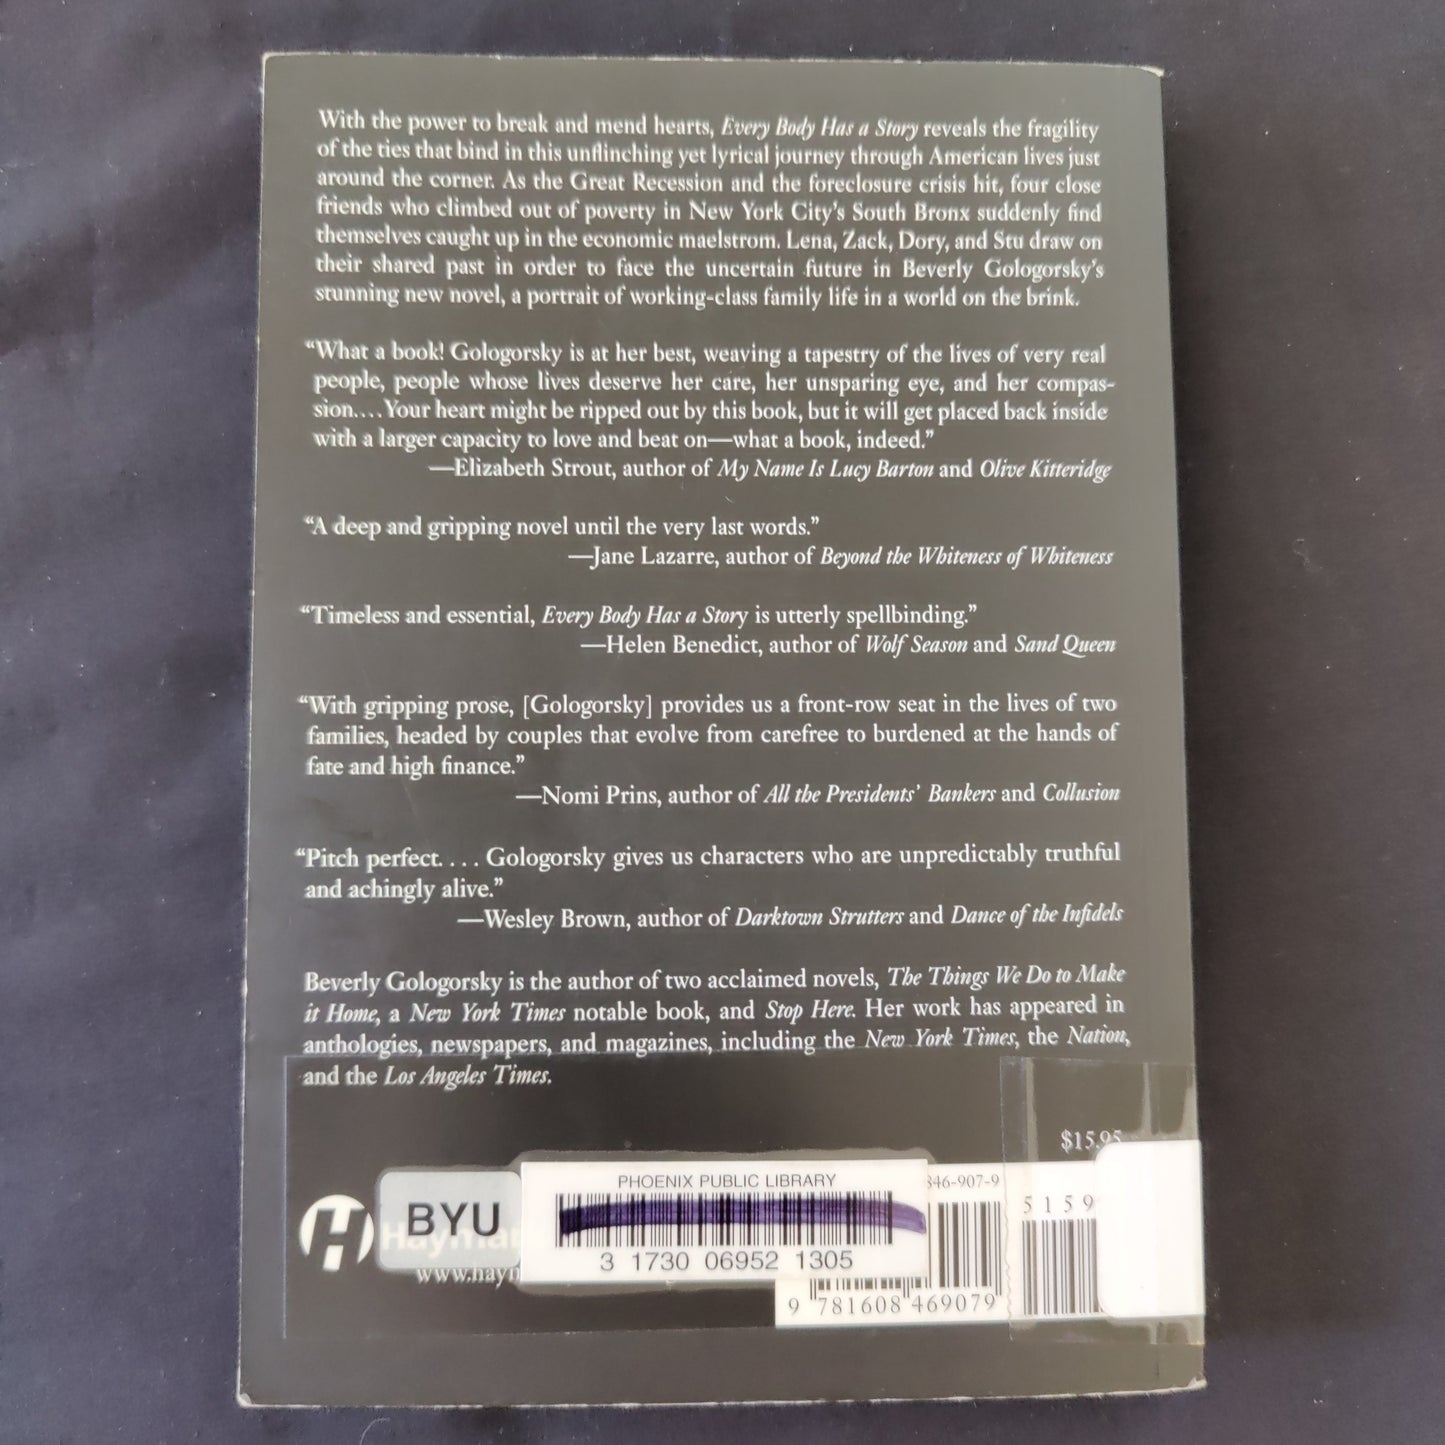 With the power to break and mend hearts, Every Body Has a Story reveals the fragility
of the ties that bind in this unflinching yet lyrical journey through American lives just
around the corner. As the Great Recession and the foreclosure crisis hit, four close
friends who climbed out of poverty in New York City's South Bronx suddenly find
themselves caught up in the economic maelstrom. Lena, Zack, Dory, and Stu draw on
their shared past in order to face the uncertain future in Beverly Gologorsky's
stunning new novel, a portrait of working-class family life in a world on the brink.
“What a book! Gologorsky is at her best, weaving a tapestry of the lives of very real
people, people whose lives deserve her care, her unsparing eye, and her compas-
sion.…Your heart might be ripped out by this book, but it will get placed back inside
with a larger capacity to love and beat on—what a book, indeed.”
—Elizabeth Strout, author of My Name Is Lucy Barton and Olive Kitteridge
“A deep and gripping novel until the very last words.”
—Jane Lazarre, author of Beyond the Whiteness of Whiteness
“Timeless and essential, Every Body Has a Story is utterly spellbinding.”
—Helen Benedict, author of Wolf Season and Sand Queen
“With gripping prose, [Gologorsky] provides us a front-row seat in the lives of two
families, headed by couples that evolve from carefree to burdened at the hands of
fate and high finance.”
—Nomi Prins, author of All the Presidents’ Bankers and Collusion
“Pitch perfect. . . . Gologorsky gives us characters who are unpredictably truthful
and achingly alive.”
—Wesley Brown, author of Darktown Strutters and Dance of the Infidels
Beverly Gologorsky is the author of two acclaimed novels, The Things We Do to Make
it Home, a New York Times notable book, and Stop Here. Her work has appeared in
anthologies, newspapers, and magazines, including the New York Times, the Nation,
and the Los Angeles Times.
$15.95
PHOENIX PUBLIC LIBRARY
846-907-9
5 1 5 9
BYU
Haymar
3 1730 06952 1305
www.haym
9 781608 469079